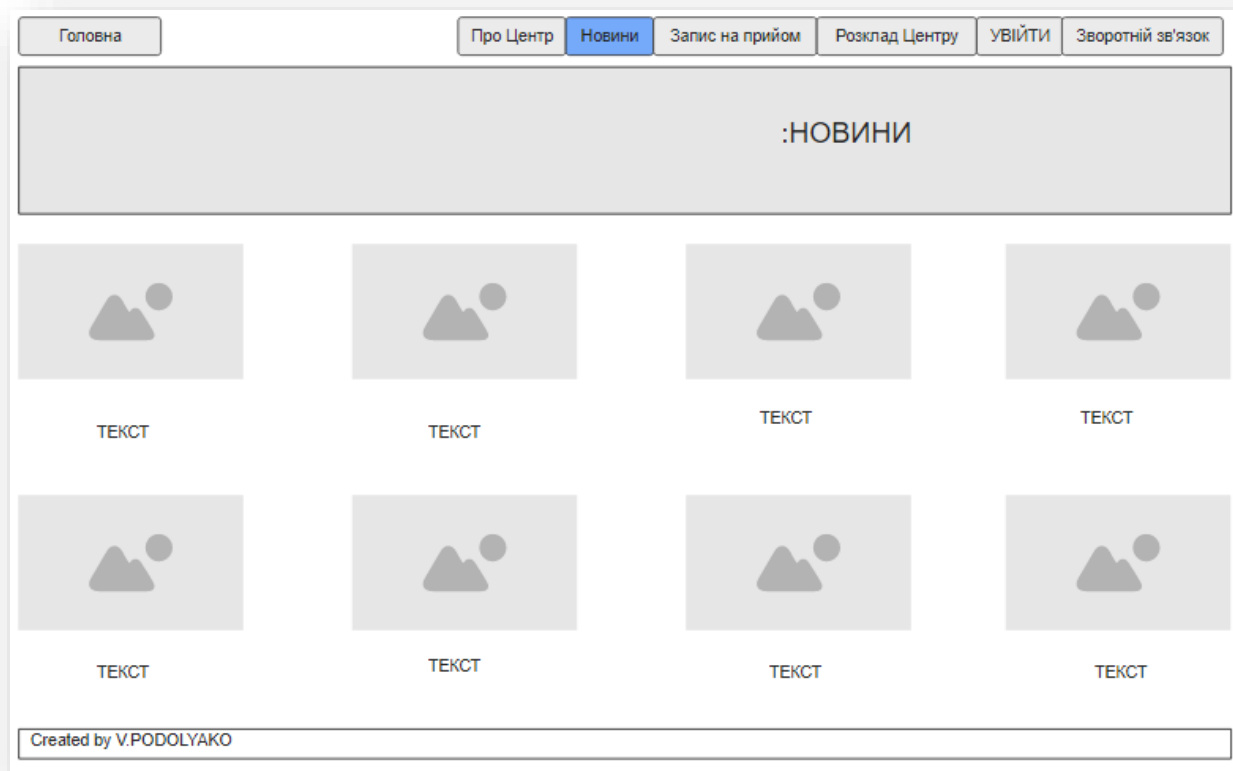 Головна
Про Центр
Новини
Запис на прийом
Розклад Центру
УВІЙТИ
Зворотній зв'язок
:НОВИНИ
ТЕКСТ
ТЕКСТ
ТЕКСТ
ТЕКСТ
ТЕКСТ
ТЕКСТ
ТЕКСТ
ТЕКСТ
Created by V.PODOLYAKO